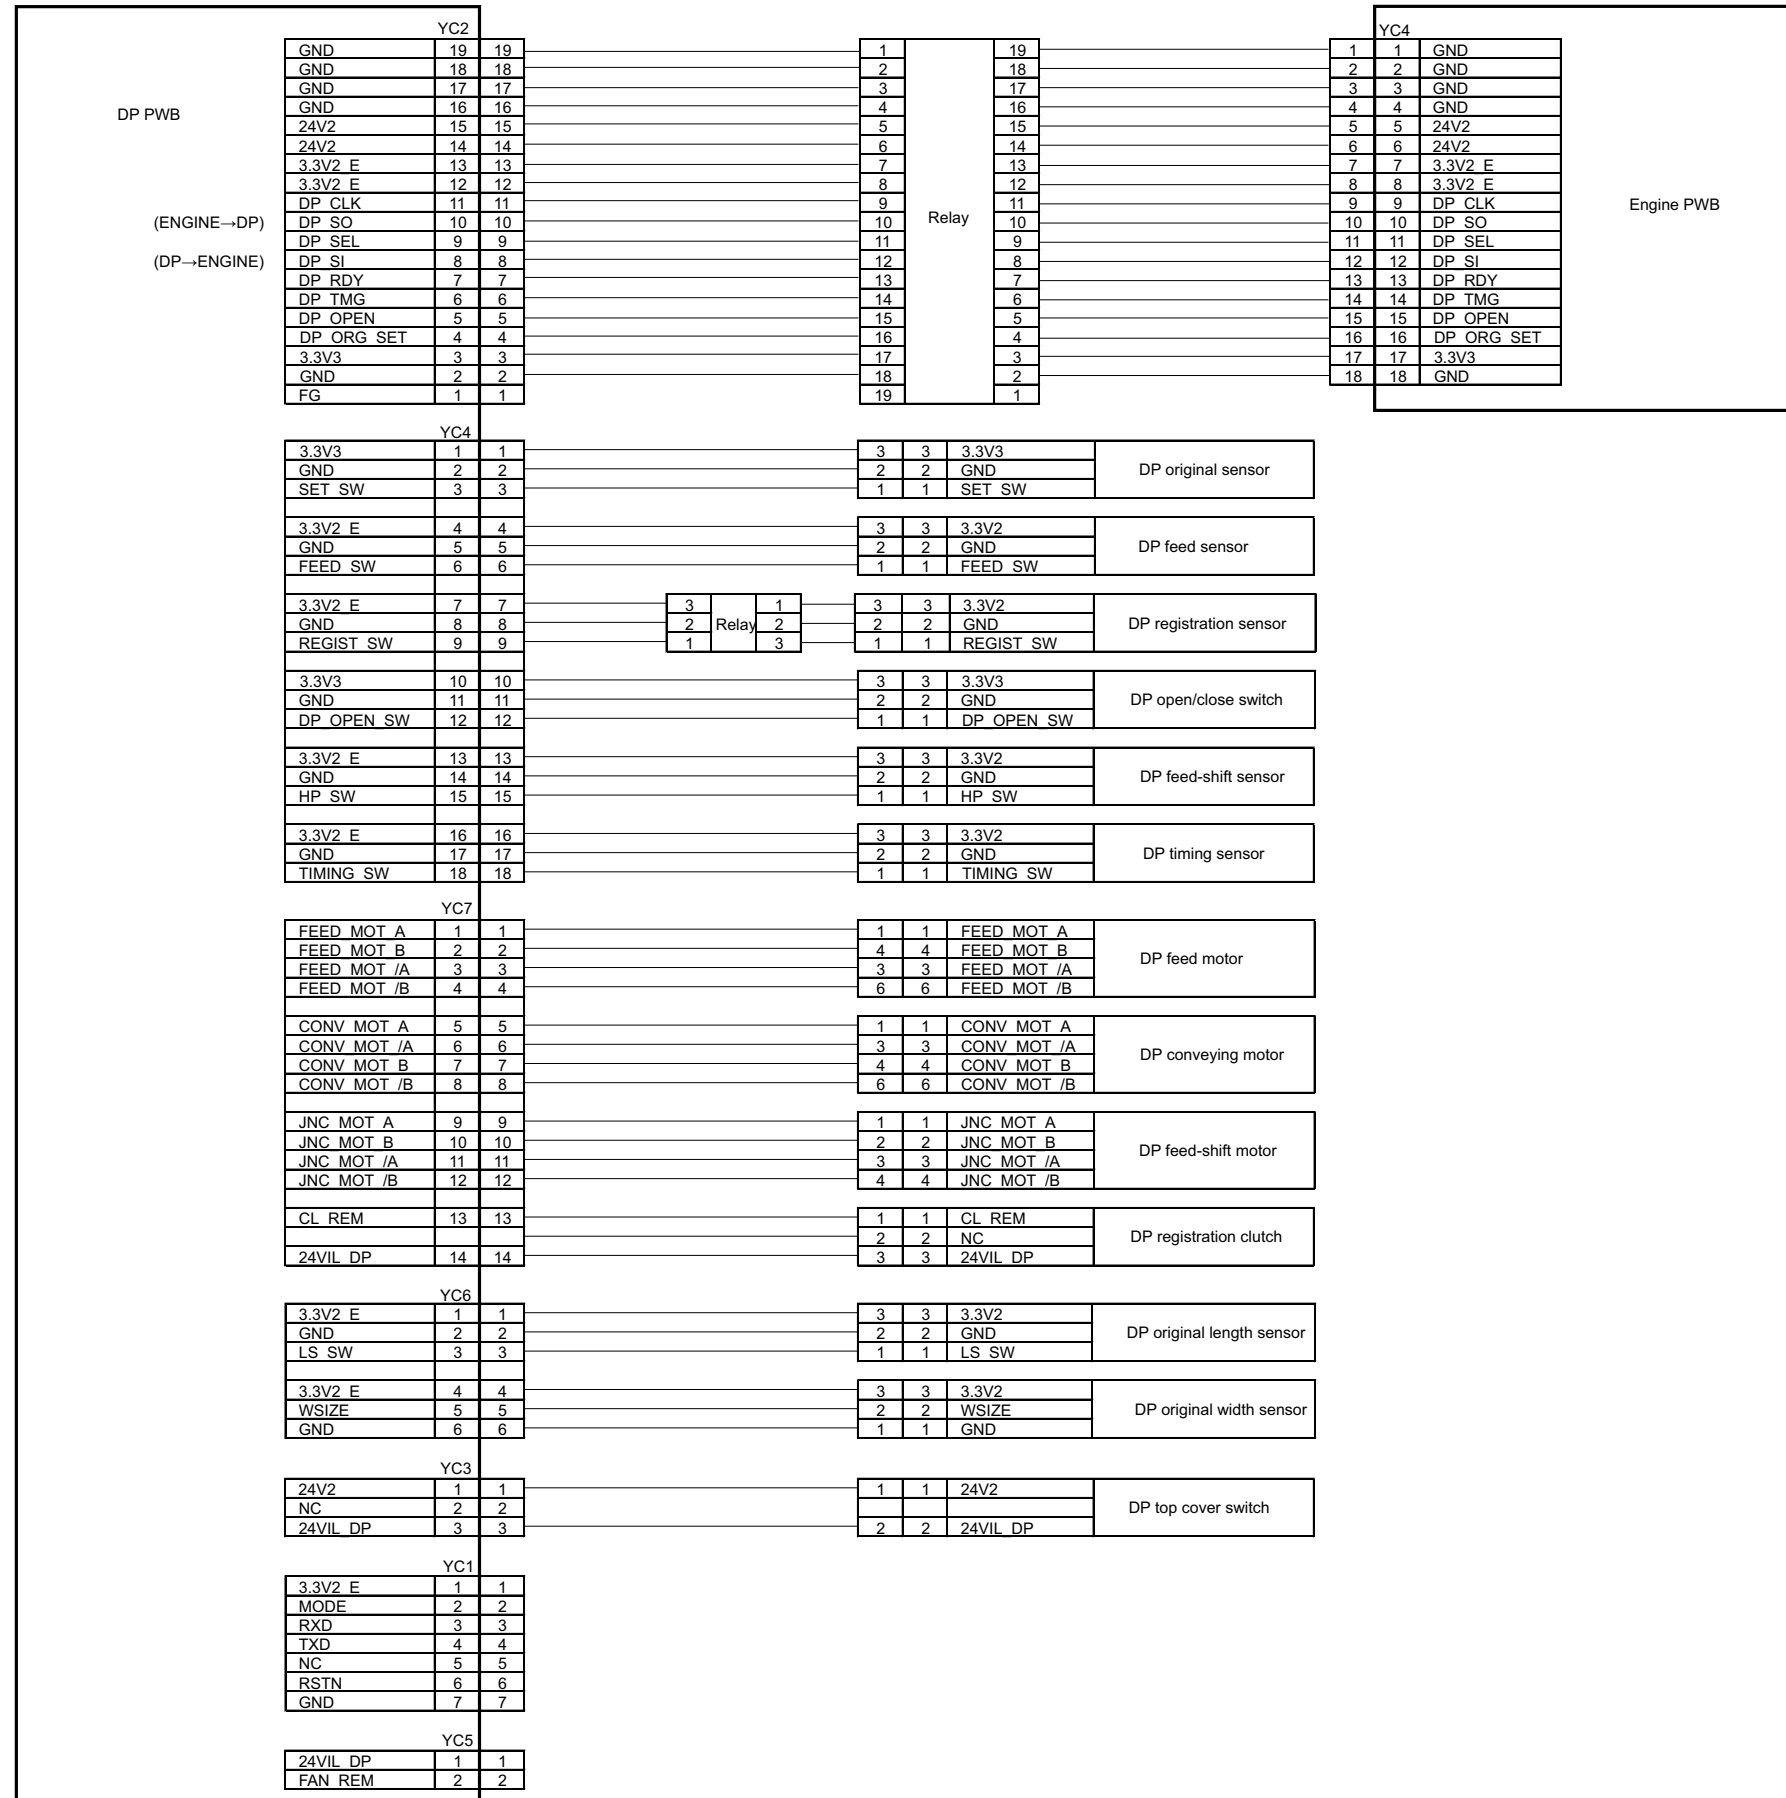 YC2 YC4
GND 19 19 1 19 1 1 GND
GND 18 18 2 18 2 2 GND
GND 17 17 3 17 3 3 GND
DP PWB GND 16 16 4 16 4 4 GND
24V2 15 15 5 15 5 5 24V2
24V2 14 14 6 14 6 6 24V2
3.3V2_E 13 13 7 13 7 7 3.3V2_E
3.3V2_E 12 12 8 12 8 8 3.3V2_E
DP_CLK 11 11 9 11 9 9 DP_CLK Engine PWB
(ENGINE→DP) DP_SO 10 10 10 Relay 10 10 10 DP_SO
DP_SEL 9 9 11 9 11 11 DP_SEL
(DP→ENGINE) DP_SI 8 8 12 8 12 12 DP_SI
DP_RDY 7 7 13 7 13 13 DP_RDY
DP_TMG 6 6 14 6 14 14 DP_TMG
DP_OPEN 5 5 15 5 15 15 DP_OPEN
DP_ORG_SET 4 4 16 4 16 16 DP_ORG_SET
3.3V3 3 3 17 3 17 17 3.3V3
GND 2 2 18 2 18 18 GND
FG 1 1 19 1
YC4
3.3V3 1 1 3 3 3.3V3
GND 2 2 2 2 GND DP original sensor
SET_SW 3 3 1 1 SET_SW
3.3V2_E 4 4 3 3 3.3V2
GND 5 5 2 2 GND DP feed sensor
FEED_SW 6 6 1 1 FEED_SW
3.3V2_E 7 7 3 1 3 3 3.3V2
GND 8 8 2 Relay 2 2 2 GND DP registration sensor
REGIST_SW 9 9 1 3 1 1 REGIST_SW
3.3V3 10 10 3 3 3.3V3
GND 11 11 2 2 GND DP open/close switch
DP_OPEN_SW 12 12 1 1 DP_OPEN_SW
3.3V2_E 13 13 3 3 3.3V2
GND 14 14 2 2 GND DP feed-shift sensor
HP_SW 15 15 1 1 HP_SW
3.3V2_E 16 16 3 3 3.3V2
GND 17 17 2 2 GND DP timing sensor
TIMING_SW 18 18 1 1 TIMING_SW
YC7
FEED_MOT_A 1 1 1 1 FEED_MOT_A
FEED_MOT_B 2 2 4 4 FEED_MOT_B DP feed motor
FEED_MOT_/A 3 3 3 3 FEED_MOT_/A
FEED_MOT_/B 4 4 6 6 FEED_MOT_/B
CONV_MOT_A 5 5 1 1 CONV_MOT_A
CONV_MOT_/A 6 6 3 3 CONV_MOT_/A DP conveying motor
CONV_MOT_B 7 7 4 4 CONV_MOT_B
CONV_MOT_/B 8 8 6 6 CONV_MOT_/B
JNC_MOT_A 9 9 1 1 JNC_MOT_A
JNC_MOT_B 10 10 2 2 JNC_MOT_B DP feed-shift motor
JNC_MOT_/A 11 11 3 3 JNC_MOT_/A
JNC_MOT_/B 12 12 4 4 JNC_MOT_/B
CL_REM 13 13 1 1 CL_REM
2 2 NC DP registration clutch
24VIL_DP 14 14 3 3 24VIL_DP
YC6
3.3V2_E 1 1 3 3 3.3V2
GND 2 2 2 2 GND DP original length sensor
LS_SW 3 3 1 1 LS_SW
3.3V2_E 4 4 3 3 3.3V2
WSIZE 5 5 2 2 WSIZE DP original width sensor
GND 6 6 1 1 GND
YC3
24V2 1 1 1 1 24V2
NC 2 2 DP top cover switch
24VIL_DP 3 3 2 2 24VIL_DP
YC1
3.3V2_E 1 1
MODE 2 2
RXD 3 3
TXD 4 4
NC 5 5
RSTN 6 6
GND 7 7
YC5
24VIL_DP 1 1
FAN_REM 2 2